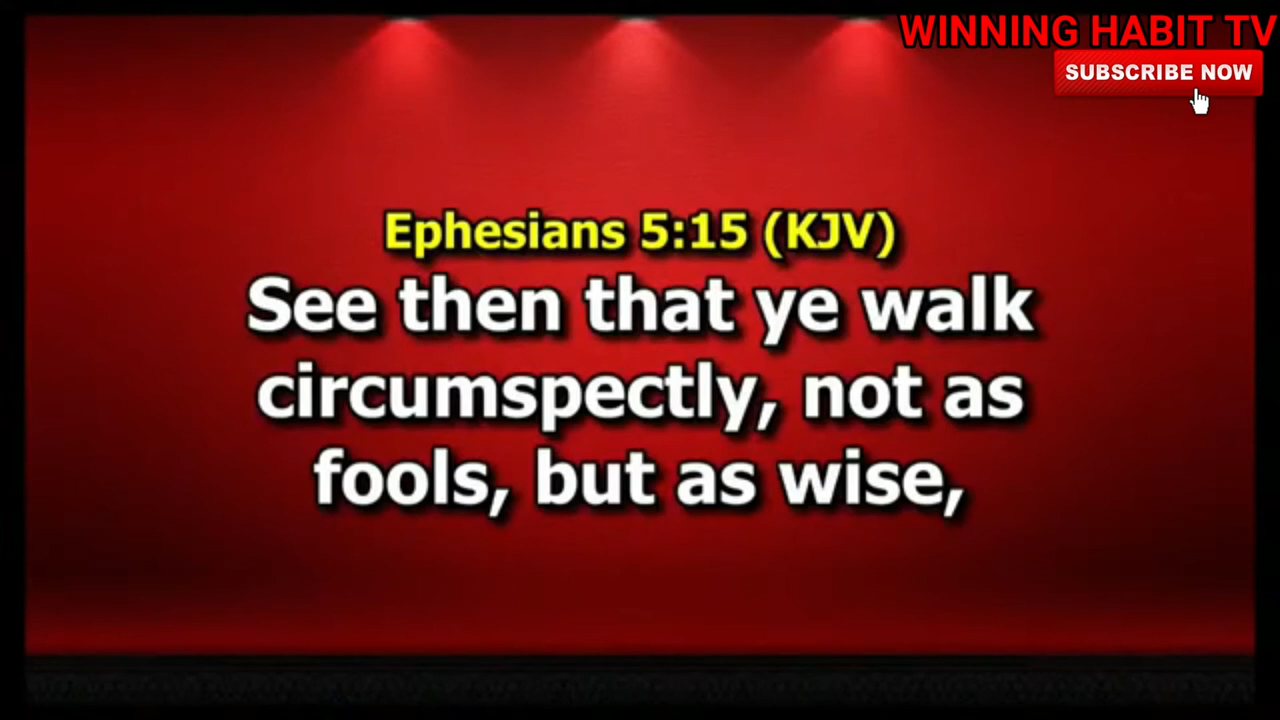 WINNING HABIT TV
SUBSCRIBE NOW
Ephesians 5:15 (KJV)
See then that ye walk
circumspectly, not as
fools, but as wise,